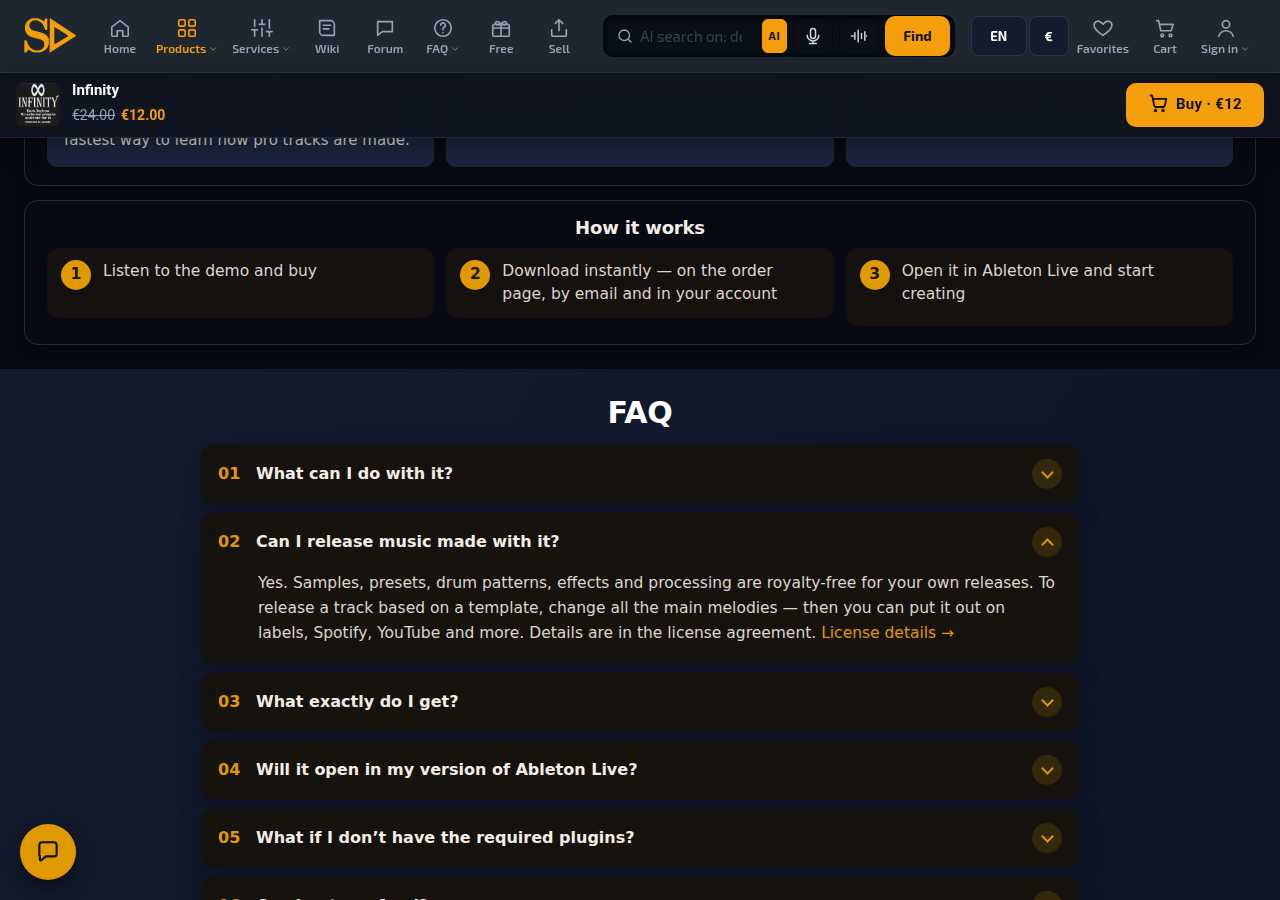 Home
Products
Services
Wiki
Forum
FAQ
Free
Sell
AI search on: d
AI
Find
EN
€
Favorites
Cart
Sign in
INFINITY
Infinity
€24.00 €12.00
Buy · €12
fastest way to learn how pro tracks are made.
How it works
1 Listen to the demo and buy
2 Download instantly — on the order
page, by email and in your account
3 Open it in Ableton Live and start
creating
FAQ
01 What can I do with it?
02 Can I release music made with it?
Yes. Samples, presets, drum patterns, effects and processing are royalty-free for your own releases. To
release a track based on a template, change all the main melodies — then you can put it out on
labels, Spotify, YouTube and more. Details are in the license agreement. License details →
03 What exactly do I get?
04 Will it open in my version of Ableton Live?
05 What if I don’t have the required plugins?